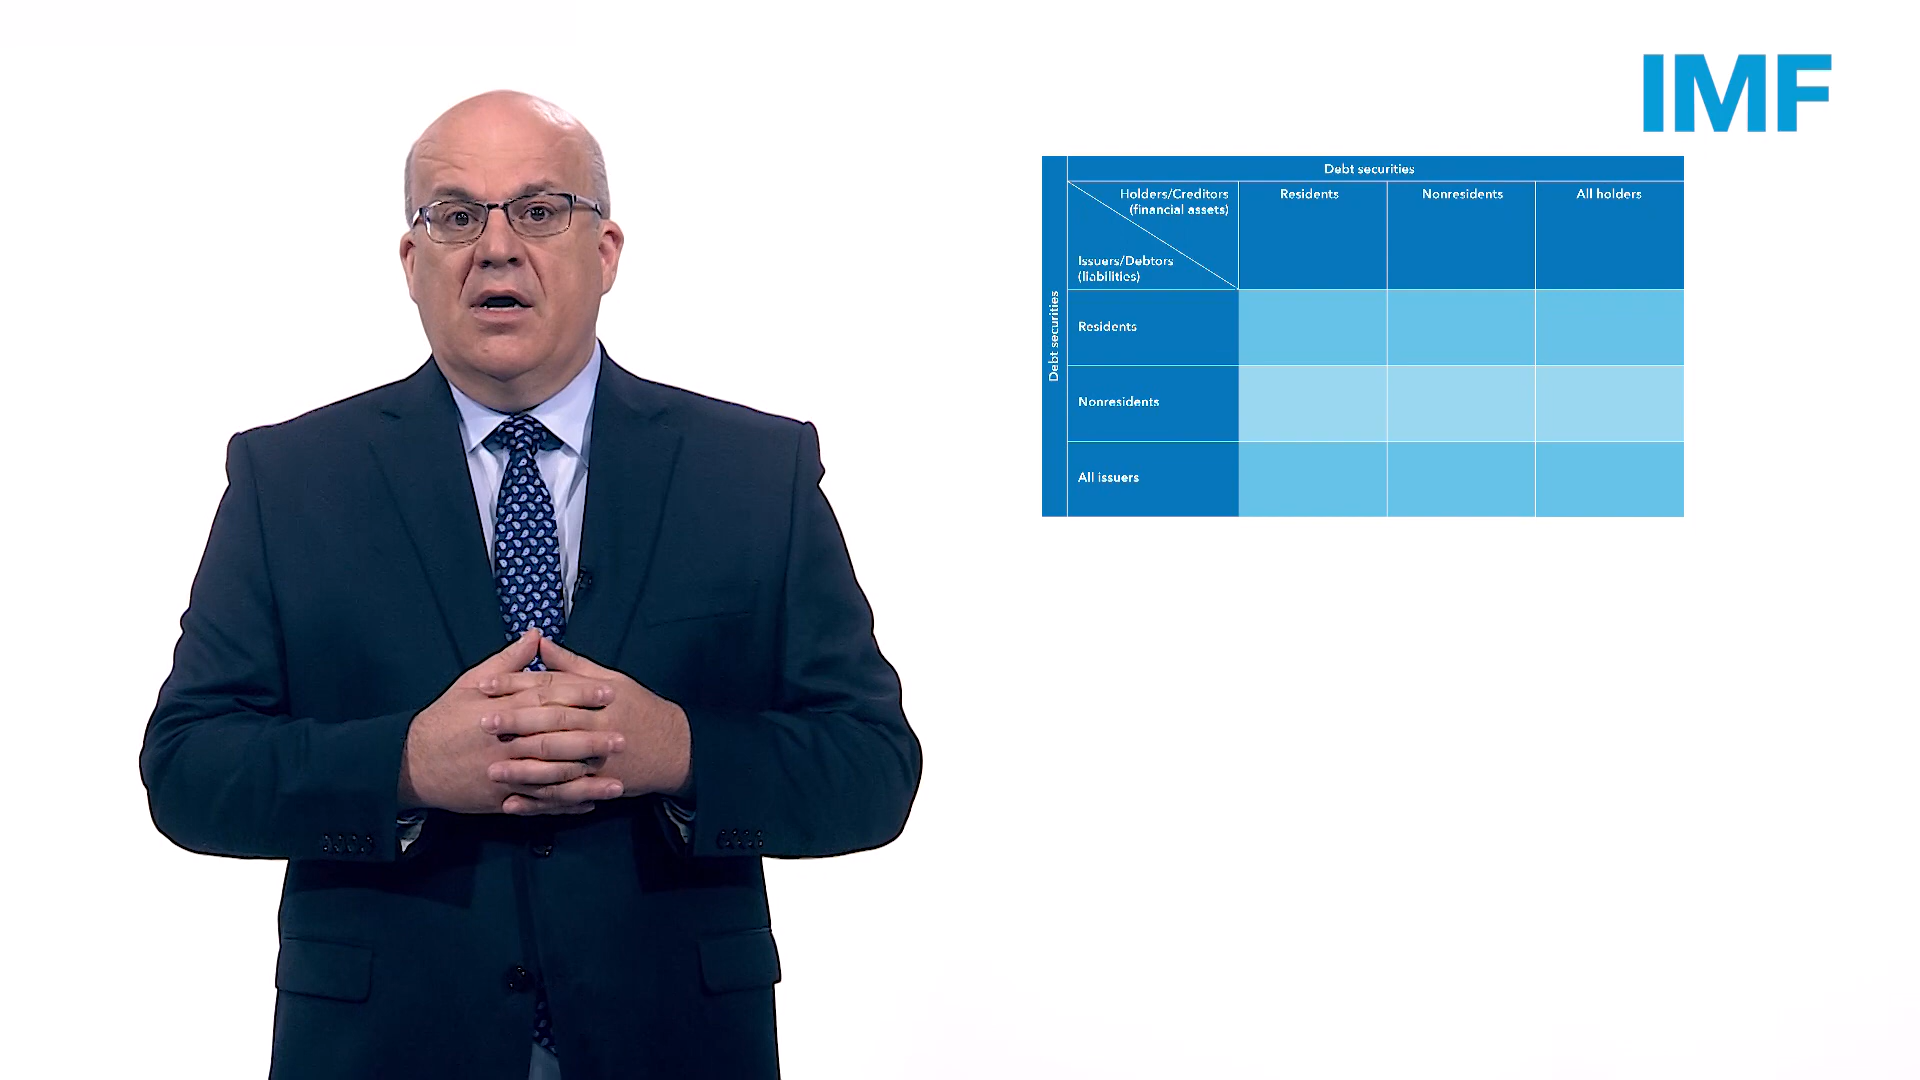 IMF
Debt securities
Holders/Creditors
(financial assets)
Issuers/Debtors
(liabilities)
Residents
Nonresidents
All holders
Debt securities
Residents
Nonresidents
All issuers